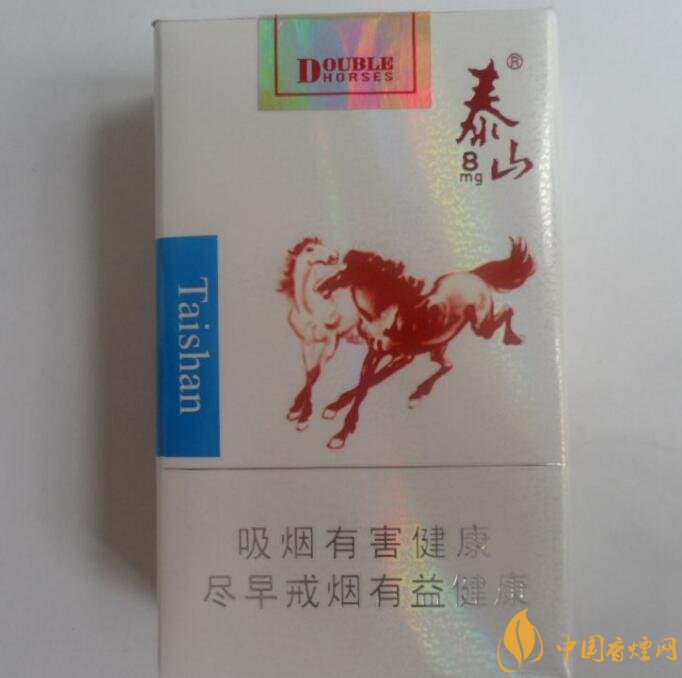 DOUBLE
HORSES
泰山®
8
mg
Taishan
吸烟有害健康
尽早戒烟有益健康
中国香煙网